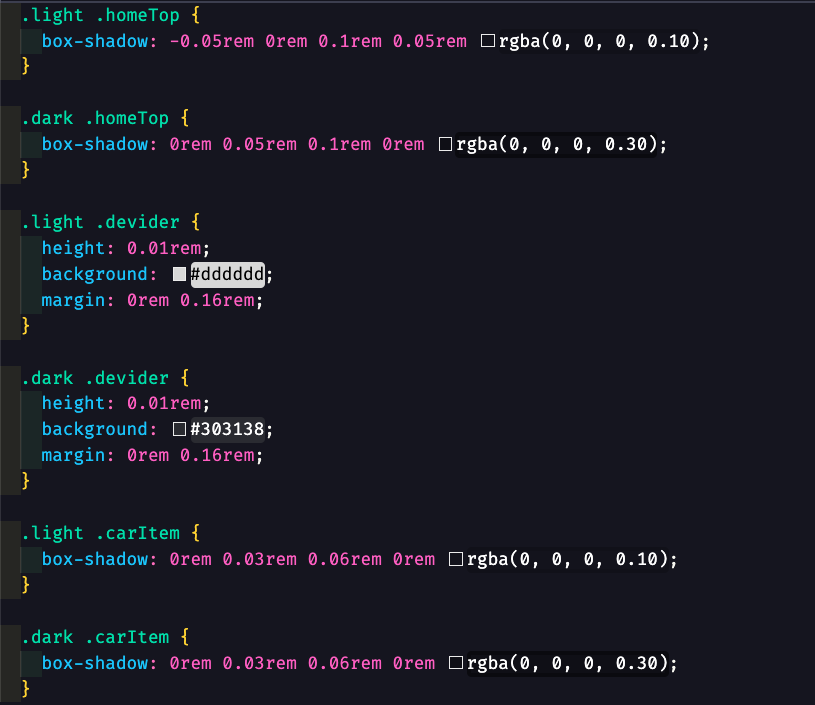 .light .homeTop {
box-shadow: -0.05rem 0rem 0.1rem 0.05rem rgba(0, 0, 0, 0.10);
}
.dark .homeTop {
box-shadow: 0rem 0.05rem 0.1rem 0rem rgba(0, 0, 0, 0.30);
}
.light .devider {
height: 0.01rem;
background: #dddddd;
margin: 0rem 0.16rem;
}
.dark .devider {
height: 0.01rem;
background: #303138;
margin: 0rem 0.16rem;
}
.light .carItem {
box-shadow: 0rem 0.03rem 0.06rem 0rem rgba(0, 0, 0, 0.10);
}
.dark .carItem {
box-shadow: 0rem 0.03rem 0.06rem 0rem rgba(0, 0, 0, 0.30);
}